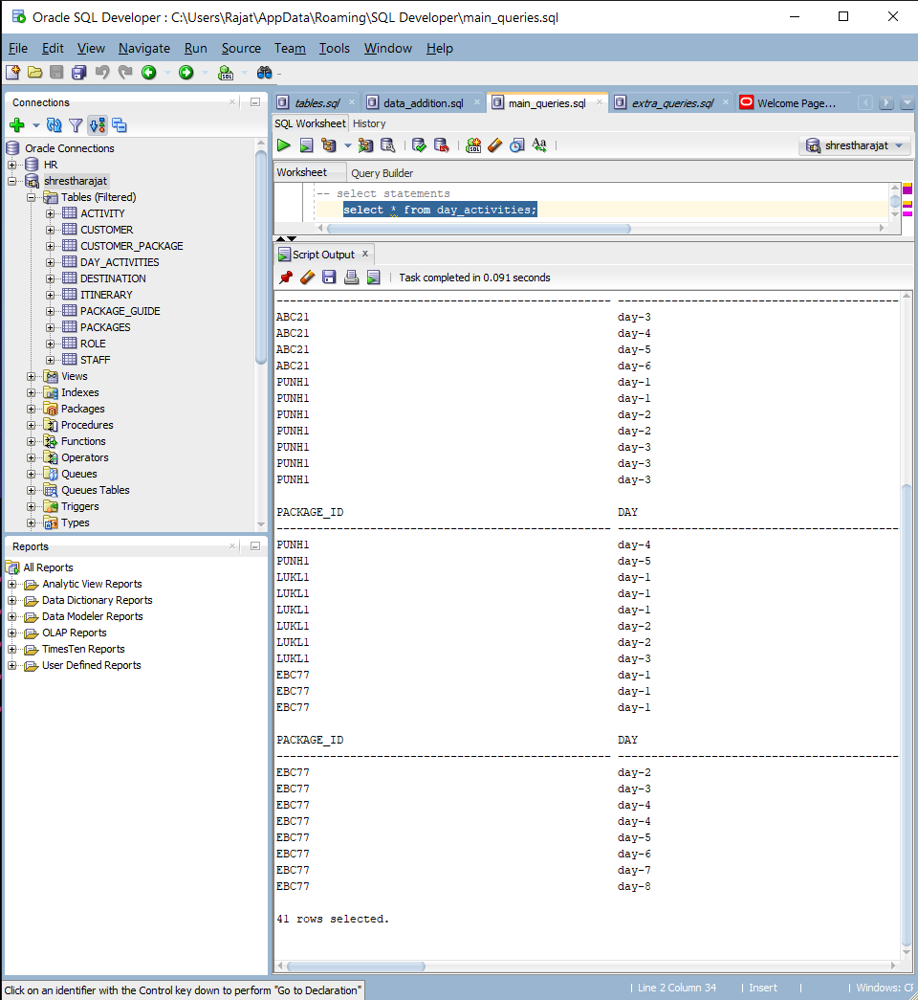 Oracle SQL Developer : C:\Users\Rajat\AppData\Roaming\SQL Developer\main_queries.sql
File Edit View Navigate Run Source Team Tools Window Help
Connections
Oracle Connections
HR
shrestharajat
Tables (Filtered)
ACTIVITY
CUSTOMER
CUSTOMER_PACKAGE
DAY_ACTIVITIES
DESTINATION
ITINERARY
PACKAGE_GUIDE
PACKAGES
ROLE
STAFF
Views
Indexes
Packages
Procedures
Functions
Operators
Queues
Queues Tables
Triggers
Types
Reports
All Reports
Analytic View Reports
Data Dictionary Reports
Data Modeler Reports
OLAP Reports
TimesTen Reports
User Defined Reports
tables.sql data_addition.sql main_queries.sql extra_queries.sql Welcome Page...
SQL Worksheet History
shrestharajat
Worksheet Query Builder
-- select statements
select * from day_activities;
Script Output
Task completed in 0.091 seconds
ABC21 day-3
ABC21 day-4
ABC21 day-5
ABC21 day-6
PUNH1 day-1
PUNH1 day-1
PUNH1 day-2
PUNH1 day-2
PUNH1 day-3
PUNH1 day-3
PUNH1 day-3
PACKAGE_ID DAY
PUNH1 day-4
PUNH1 day-5
LUKL1 day-1
LUKL1 day-1
LUKL1 day-1
LUKL1 day-2
LUKL1 day-2
LUKL1 day-3
EBC77 day-1
EBC77 day-1
EBC77 day-1
PACKAGE_ID DAY
EBC77 day-2
EBC77 day-3
EBC77 day-4
EBC77 day-4
EBC77 day-5
EBC77 day-6
EBC77 day-7
EBC77 day-8
41 rows selected.
Click on an identifier with the Control key down to perform "Go to Declaration"
Line 2 Column 34 Insert Windows: